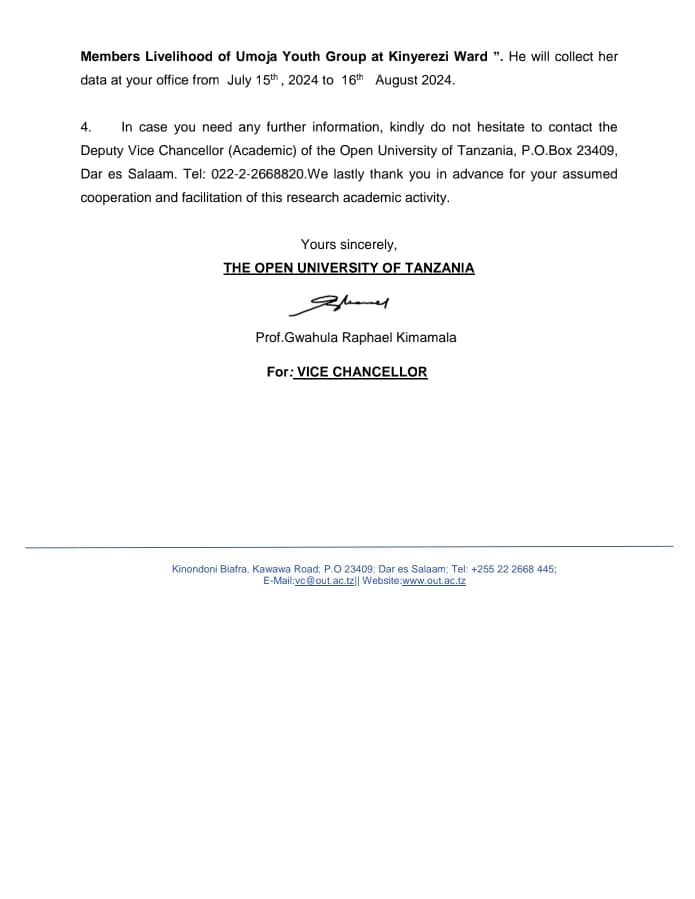 Members Livelihood of Umoja Youth Group at Kinyerezi Ward ”. He will collect her
data at your office from July 15th , 2024 to 16th August 2024.
4. In case you need any further information, kindly do not hesitate to contact the
Deputy Vice Chancellor (Academic) of the Open University of Tanzania, P.O.Box 23409,
Dar es Salaam. Tel: 022-2-2668820.We lastly thank you in advance for your assumed
cooperation and facilitation of this research academic activity.
Yours sincerely,
THE OPEN UNIVERSITY OF TANZANIA
Prof.Gwahula Raphael Kimamala
For: VICE CHANCELLOR
Kinondoni Biafra, Kawawa Road; P.O 23409; Dar es Salaam; Tel: +255 22 2668 445;
E-Mail:vc@out.ac.tz|| Website:www.out.ac.tz